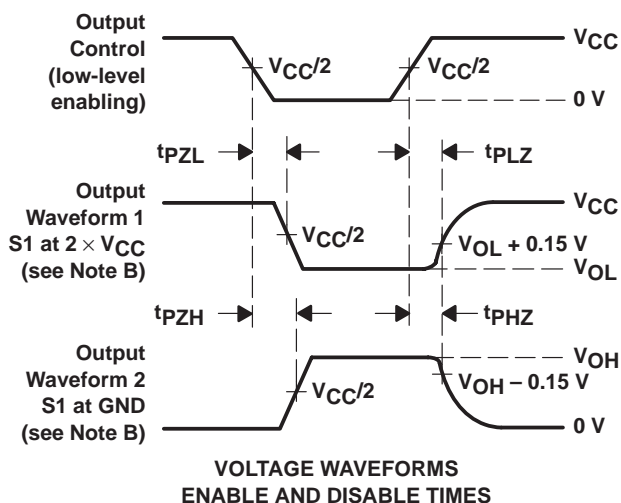 Output
Control
(low-level
enabling)
VCC/2
VCC/2
VCC
0 V
tPZL
tPLZ
Output
Waveform 1
S1 at 2 × VCC
(see Note B)
VCC/2
VCC
VOL + 0.15 V
VOL
tPZH
tPHZ
Output
Waveform 2
S1 at GND
(see Note B)
VCC/2
VOH
VOH – 0.15 V
0 V
VOLTAGE WAVEFORMS
ENABLE AND DISABLE TIMES